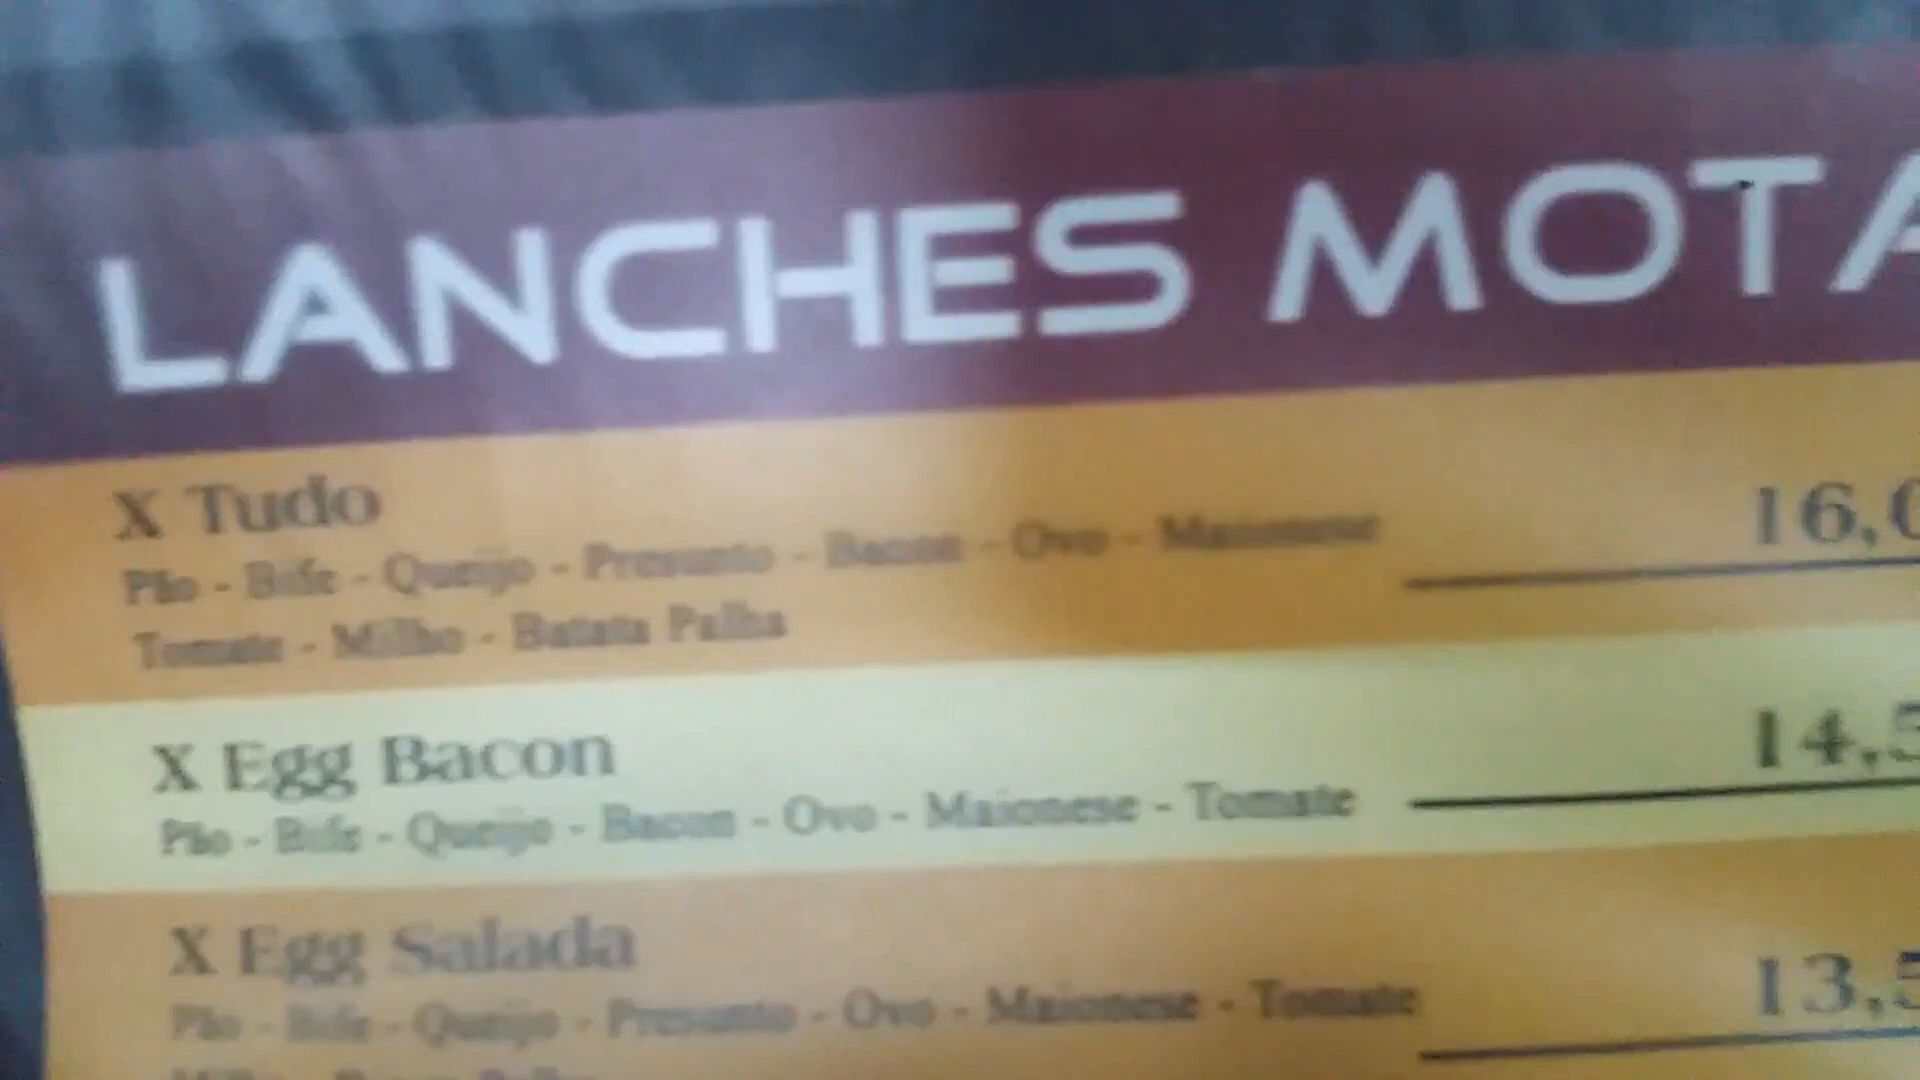 LANCHES MOTA
X Tudo 16,0
Pão - Bife - Queijo - Presunto - Bacon - Ovo - Maionese
Tomate - Milho - Batata Palha
X Egg Bacon 14,5
Pão - Bife - Queijo - Bacon - Ovo - Maionese - Tomate
X Egg Salada 13,5
Pão - Bife - Queijo - Presunto - Ovo - Maionese - Tomate